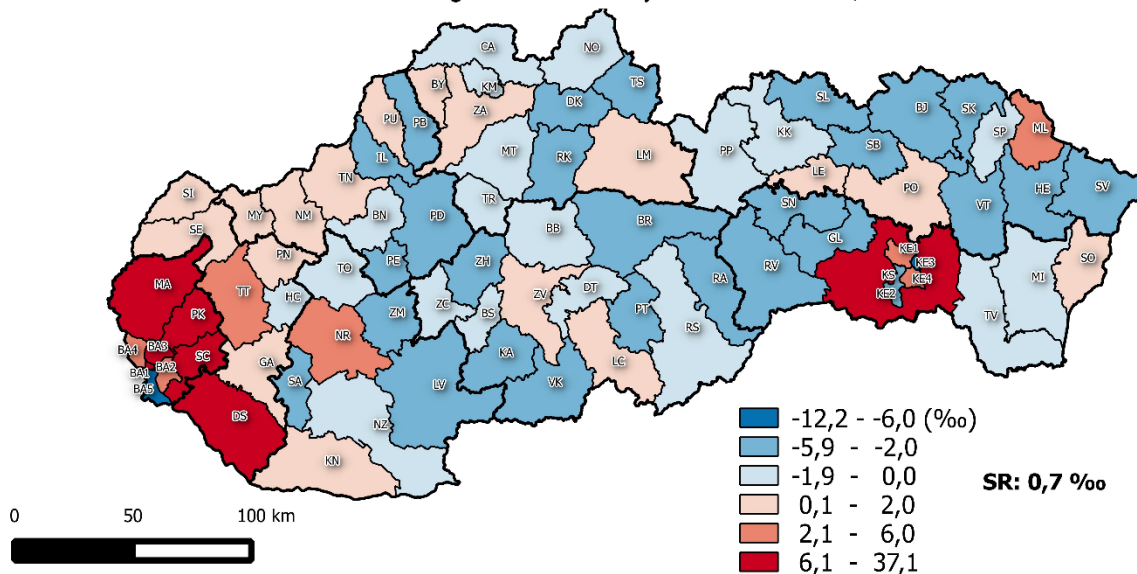 CA
NO
BY
KM
TS
ZA
DK
PU
PB
SL
BJ
SK
SP
ML
KK
PP
SB
MT
RK
LM
IL
LE
PO
HE
SV
TN
SI
MY
NM
BN
TR
PD
BR
SN
VT
SE
BB
GL
KE1
KE3
SO
PN
TO
PE
ZH
RA
RV
KS
KE4
MI
MA
TT
HC
ZV
DT
KE2
TV
PK
ZM
ZC
BS
PT
RS
BA4
BA3
SC
NR
BA1
BA2
GA
KA
LC
BA5
SA
LV
VK
DS
NZ
KN
-12,2 - -6,0 (‰)
-5,9 - -2,0
-1,9 - 0,0
0,1 - 2,0
2,1 - 6,0
6,1 - 37,1
SR: 0,7 ‰
0 50 100 km